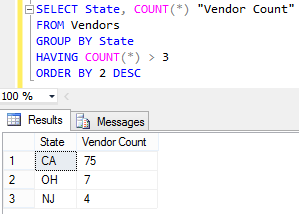 SELECT State, COUNT(*) "Vendor Count"
FROM Vendors
GROUP BY State
HAVING COUNT(*) > 3
ORDER BY 2 DESC
100 %
Results Messages
State Vendor Count
1 CA 75
2 OH 7
3 NJ 4